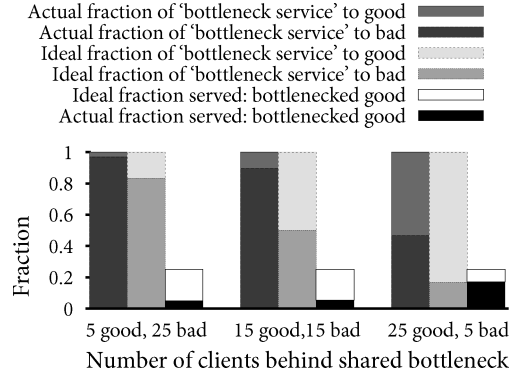 Actual fraction of ‘bottleneck service’ to good
Actual fraction of ‘bottleneck service’ to bad
Ideal fraction of ‘bottleneck service’ to good
Ideal fraction of ‘bottleneck service’ to bad
Ideal fraction served: bottlenecked good
Actual fraction served: bottlenecked good
1
0.8
0.6
0.4
0.2
0
Fraction
5 good, 25 bad
15 good,15 bad
25 good, 5 bad
Number of clients behind shared bottleneck